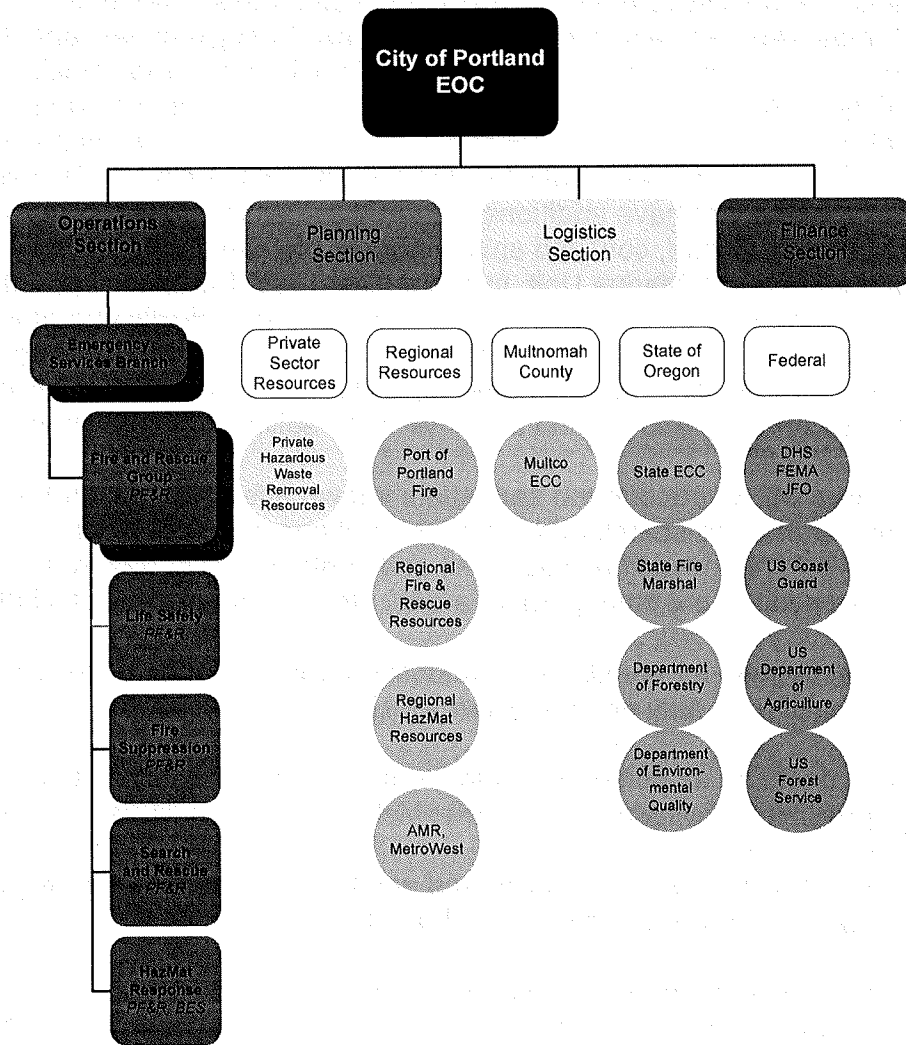 City of Portland
EOC
Operations
Section
Planning
Section
Logistics
Section
Finance
Section
Emergency
Services Branch
Private
Sector
Resources
Regional
Resources
Multnomah
County
State of
Oregon
Federal
Fire and Rescue
Group
PF&R
Private
Hazardous
Waste
Removal
Resources
Port of
Portland
Fire
Multco
ECC
State ECC
DHS
FEMA
JFO
Life Safety
PF&R
Regional
Fire &
Rescue
Resources
State Fire
Marshal
US Coast
Guard
Fire
Suppression
PF&R
Regional
HazMat
Resources
Department
of Forestry
US
Department
of
Agriculture
Search
and Rescue
PF&R
AMR,
MetroWest
Department
of Environ-
mental
Quality
US
Forest
Service
HazMat
Response
PF&R, BES